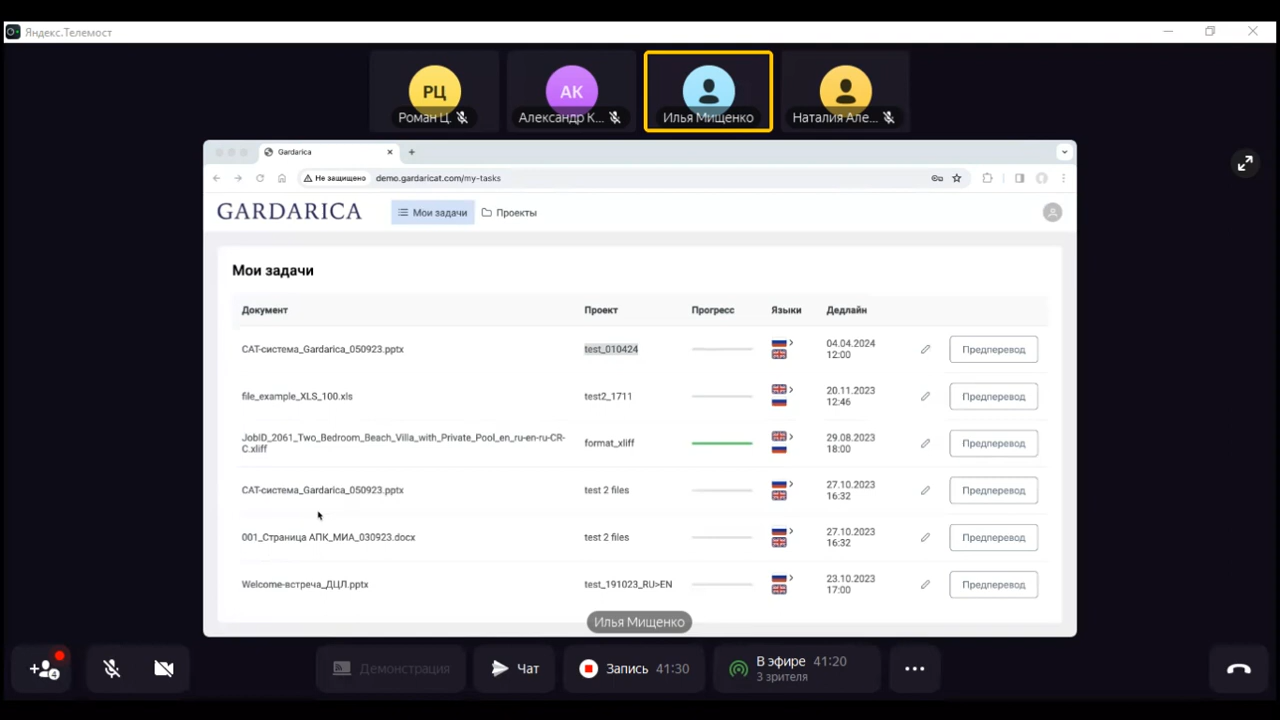 Яндекс.Телемост
РЦ
АК
Роман Ц.
Александр К...
Илья Мищенко
Наталия Але...
Gardarica
Не защищено
demo.gardaricat.com/my-tasks
GARDARICA
Мои задачи
Проекты
Мои задачи
Документ Проект Прогресс Языки Дедлайн
САТ-система_Gardarica_050923.pptx test_010424 04.04.2024 Предперевод
12:00
file_example_XLS_100.xls test2_1711 20.11.2023 Предперевод
12:46
JobID_2061_Two_Bedroom_Beach_Villa_with_Private_Pool_en_ru-en-ru-CR- format_xliff 29.08.2023 Предперевод
C.xliff 18:00
САТ-система_Gardarica_050923.pptx test 2 files 27.10.2023 Предперевод
16:32
001_Страница АПК_МИА_030923.docx test 2 files 27.10.2023 Предперевод
16:32
Welcome-встреча_ДЦЛ.pptx test_191023_RU>EN 23.10.2023 Предперевод
17:00
Илья Мищенко
4
Демонстрация
Чат
Запись 41:30
В эфире 41:20
3 зрителя